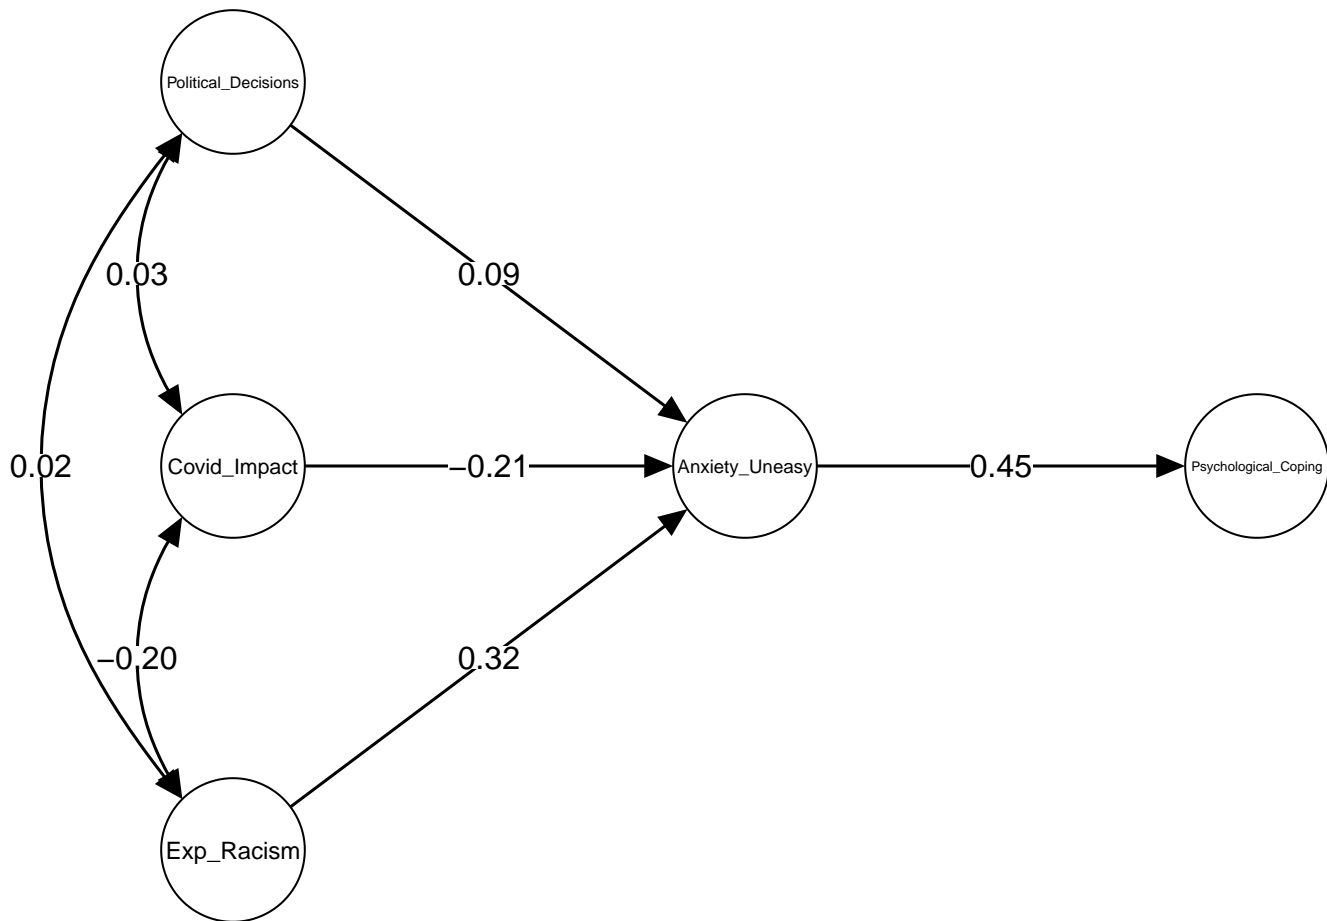 Political_Decisions
0.03
0.09
0.02
Covid_Impact
−0.21
Anxiety_Uneasy
0.45
Psychological_Coping
−0.20
0.32
Exp_Racism